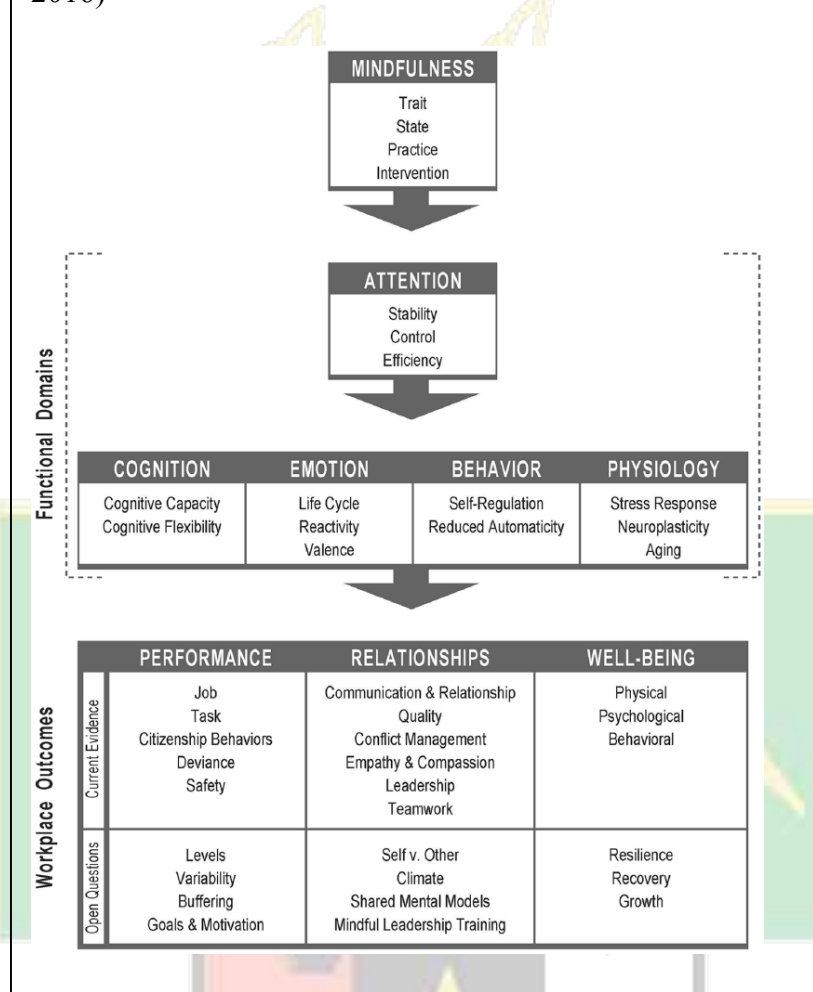 2016)
MINDFULNESS
Trait
State
Practice
Intervention
ATTENTION
Stability
Control
Efficiency
Functional Domains
COGNITION
Cognitive Capacity
Cognitive Flexibility
EMOTION
Life Cycle
Reactivity
Valence
BEHAVIOR
Self-Regulation
Reduced Automaticity
PHYSIOLOGY
Stress Response
Neuroplasticity
Aging
Workplace Outcomes
PERFORMANCE
RELATIONSHIPS
WELL-BEING
Current Evidence
Job
Task
Citizenship Behaviors
Deviance
Safety
Communication & Relationship
Quality
Conflict Management
Empathy & Compassion
Leadership
Teamwork
Physical
Psychological
Behavioral
Open Questions
Levels
Variability
Buffering
Goals & Motivation
Self v. Other
Climate
Shared Mental Models
Mindful Leadership Training
Resilience
Recovery
Growth